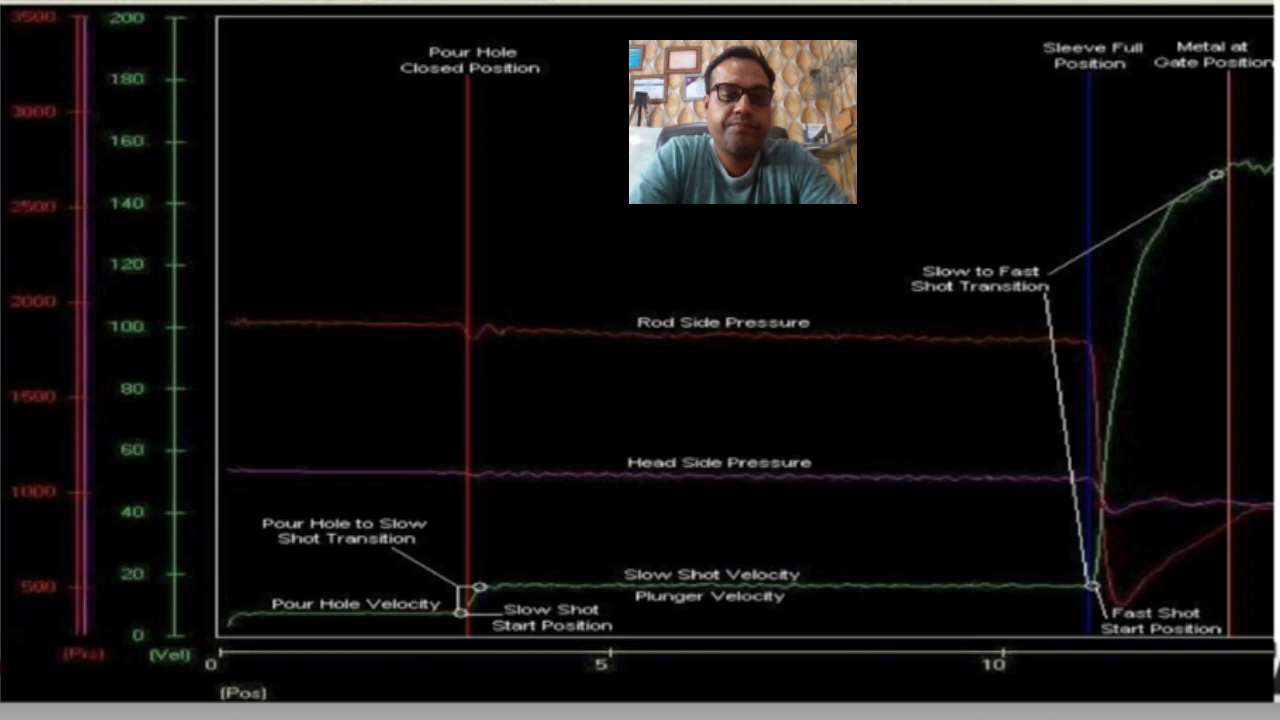 3500
3000
2500
2000
1500
1000
500
(Prs)
200
180
160
140
120
100
80
60
40
20
0
(Vel)
Pour Hole
Closed Position
Sleeve Full
Position
Metal at
Gate Position
Slow to Fast
Shot Transition
Rod Side Pressure
Head Side Pressure
Pour Hole to Slow
Shot Transition
Slow Shot Velocity
Plunger Velocity
Pour Hole Velocity
Slow Shot
Start Position
Fast Shot
Start Position
0
5
10
(Pos)